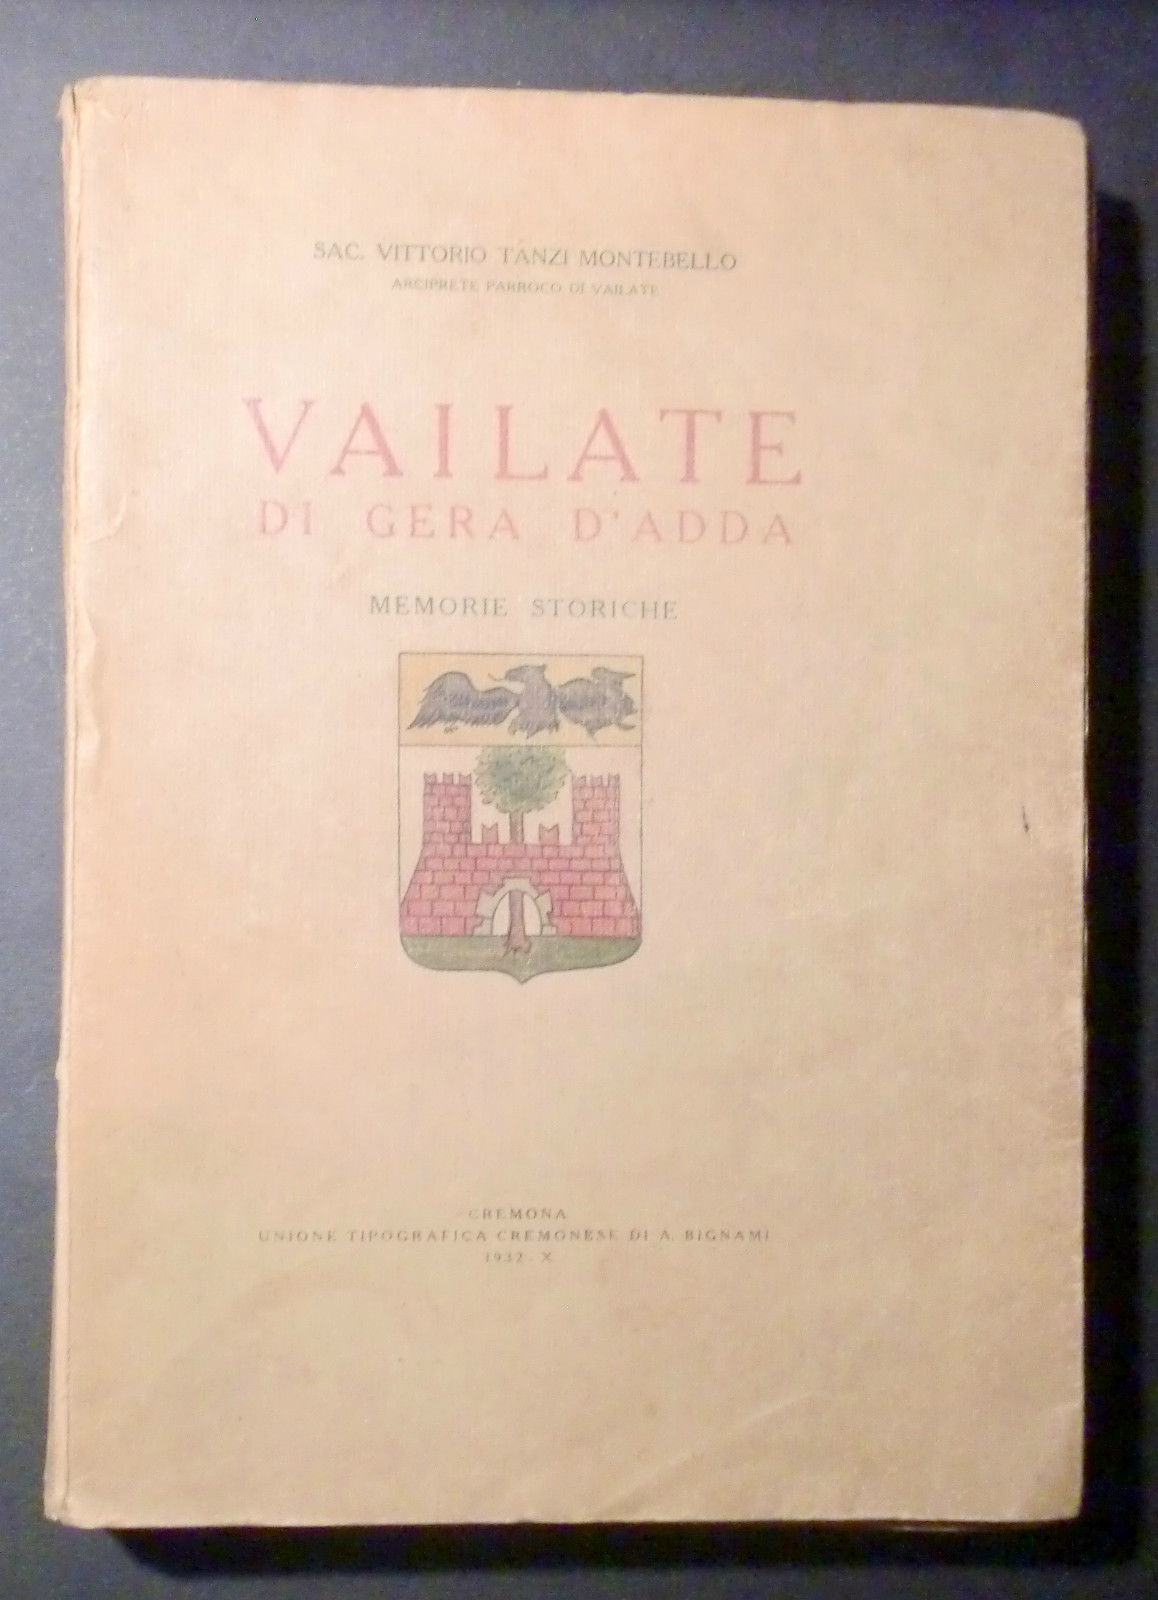 SAC. VITTORIO TANZI MONTEBELLO
ARCIPRETE PARROCO DI VAILATE
VAILATE
DI GERA D'ADDA
MEMORIE STORICHE
CREMONA
UNIONE TIPOGRAFICA CREMONESE DI A. BIGNAMI
1932 - X